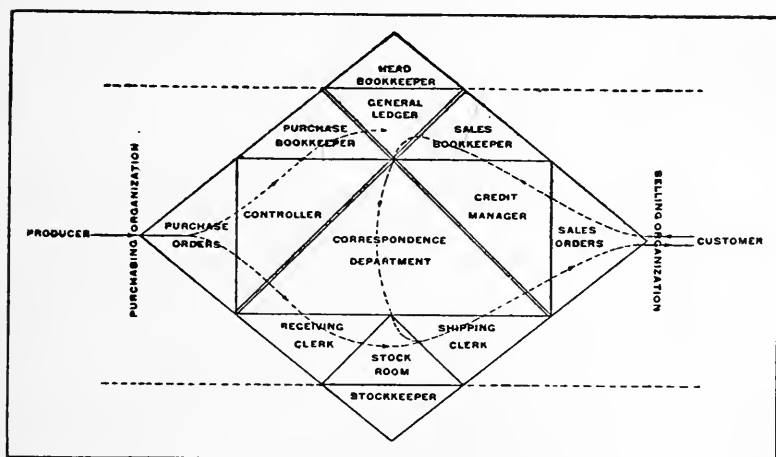 HEAD
BOOKKEEPER
GENERAL
LEDGER
PURCHASE
BOOKKEEPER
SALES
BOOKKEEPER
PURCHASING ORGANIZATION
SELLING ORGANIZATION
PRODUCER
PURCHASE
ORDERS
CONTROLLER
CREDIT
MANAGER
SALES
ORDERS
CUSTOMER
CORRESPONDENCE
DEPARTMENT
RECEIVING
CLERK
SHIPPING
CLERK
STOCK
ROOM
STOCKKEEPER